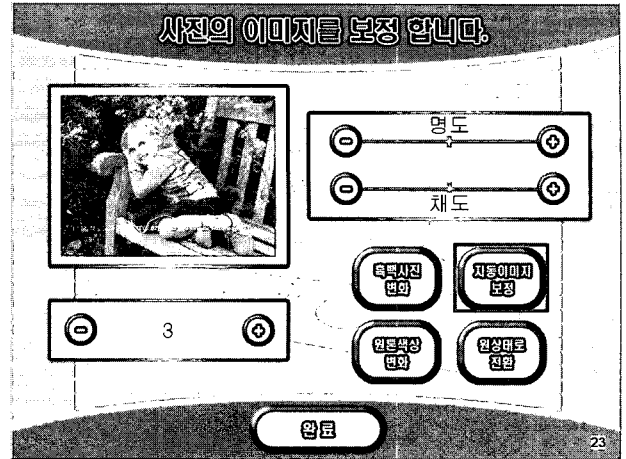 사진의 이미지를 보정 합니다.
명도
채도
흑백사진
변화
자동이미지
보정
3
원톤색상
변화
원상태로
전환
완료
23